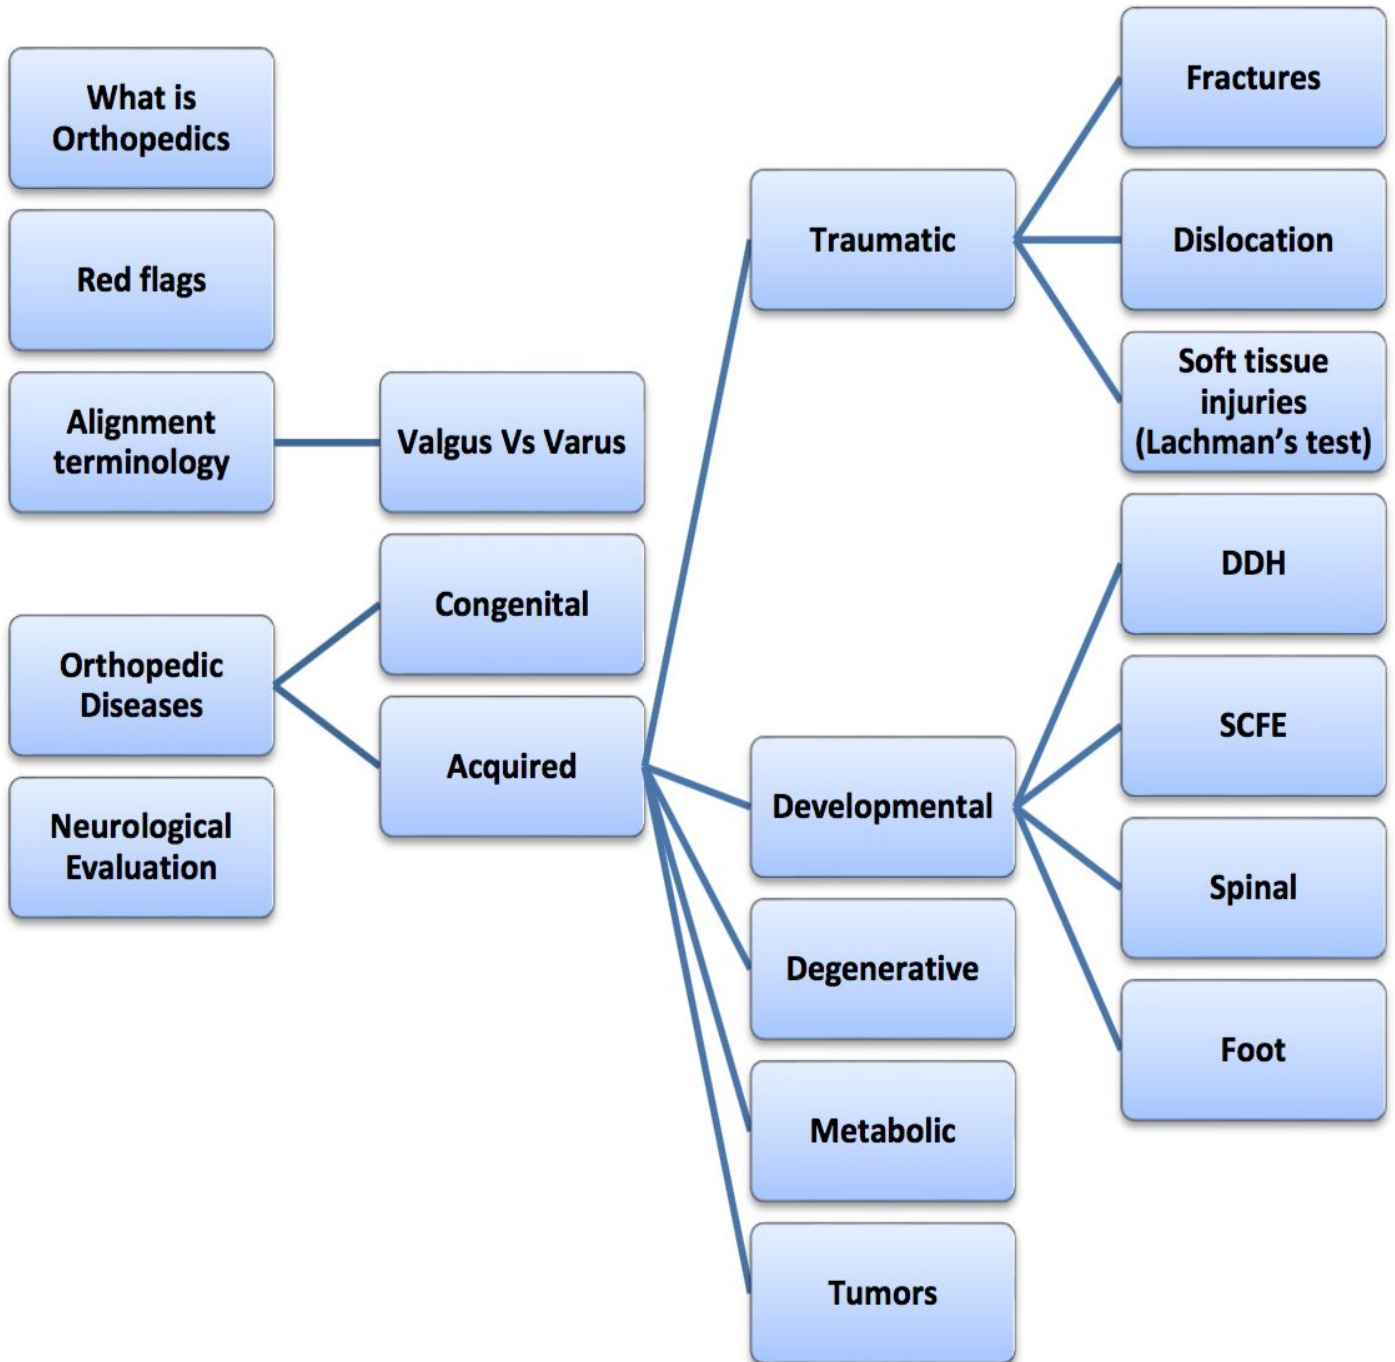 What is
Orthopedics
Red flags
Alignment
terminology
Valgus Vs Varus
Orthopedic
Diseases
Congenital
Acquired
Neurological
Evaluation
Traumatic
Fractures
Dislocation
Soft tissue
injuries
(Lachman’s test)
Developmental
DDH
SCFE
Spinal
Foot
Degenerative
Metabolic
Tumors